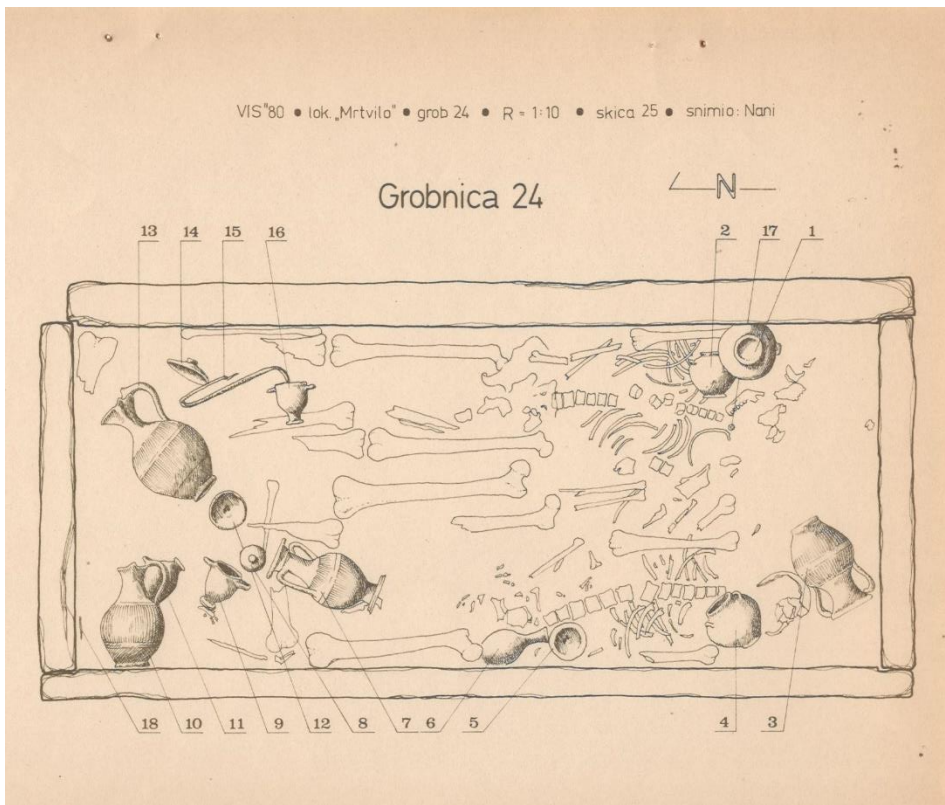 VIS"80 • lok. „Mrtvilo" • grob 24 • R = 1:10 • skica 25 • snimio: Nani
Grobnica 24
N
13 14 15 16 2 17 1
18 10 11 9 12 8 7 6 5 4 3